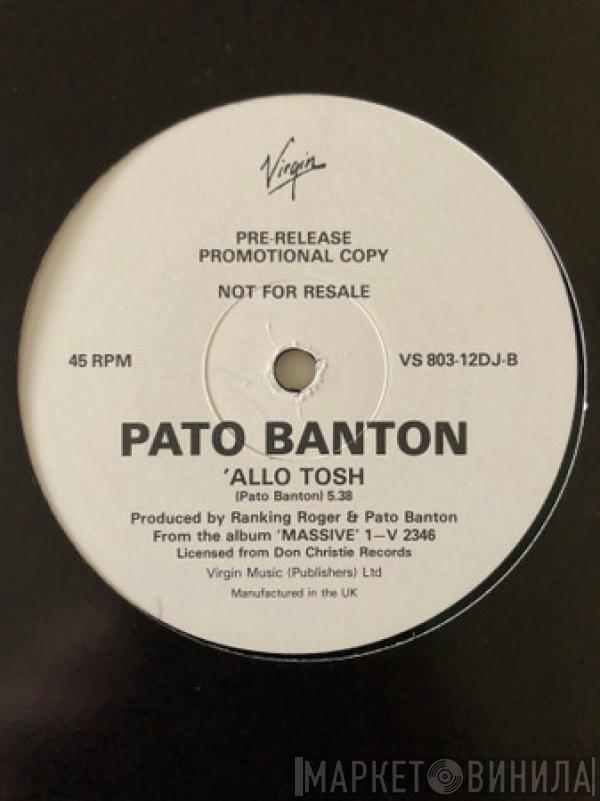 Virgin
PRE-RELEASE
PROMOTIONAL COPY
NOT FOR RESALE
45 RPM
VS 803-12DJ-B
PATO BANTON
'ALLO TOSH
(Pato Banton) 5.38
Produced by Ranking Roger & Pato Banton
From the album 'MASSIVE' 1—V 2346
Licensed from Don Christie Records
Virgin Music (Publishers) Ltd
Manufactured in the UK
МАРКЕТ ВИНИЛА